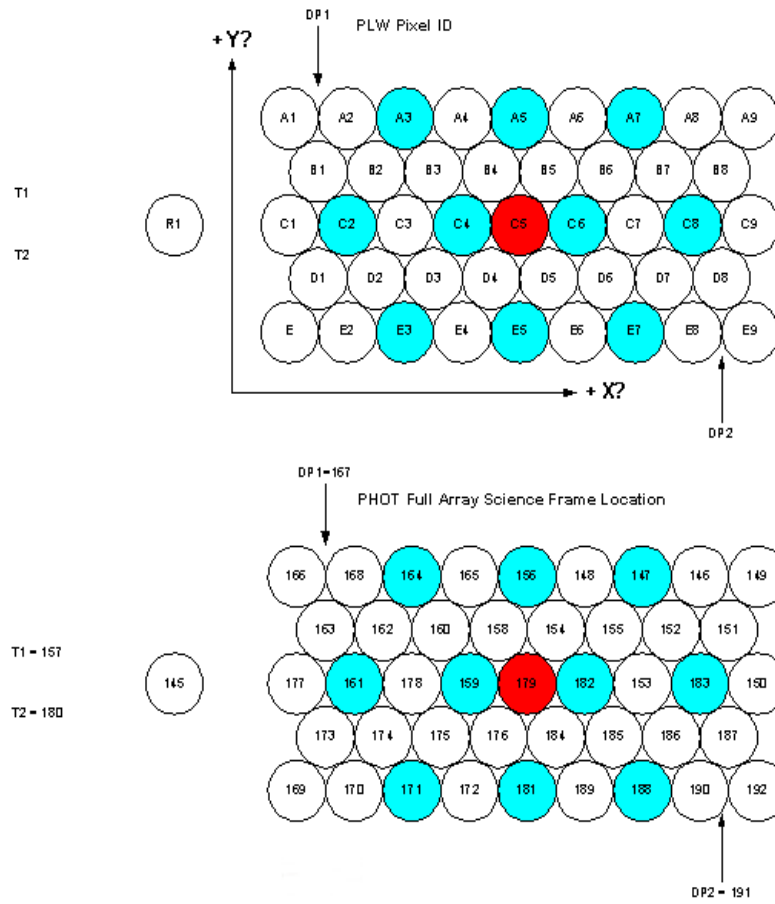 DP1
PLW Pixel ID
+Y?
A1 A2 A3 A4 A5 A6 A7 A8 A9
B1 B2 B3 B4 B5 B6 B7 B8
T1
R1 C1 C2 C3 C4 C5 C6 C7 C8 C9
T2
D1 D2 D3 D4 D5 D6 D7 D8
E E2 E3 E4 E5 E6 E7 E8 E9
+ X?
DP2
DP1=167
PHOT Full Array Science Frame Location
166 168 164 165 156 148 147 146 149
163 162 160 158 154 155 152 151
T1 = 157
145 177 161 178 159 179 182 153 183 150
T2 = 180
173 174 175 176 184 185 186 187
169 170 171 172 181 189 188 190 192
DP2 = 191